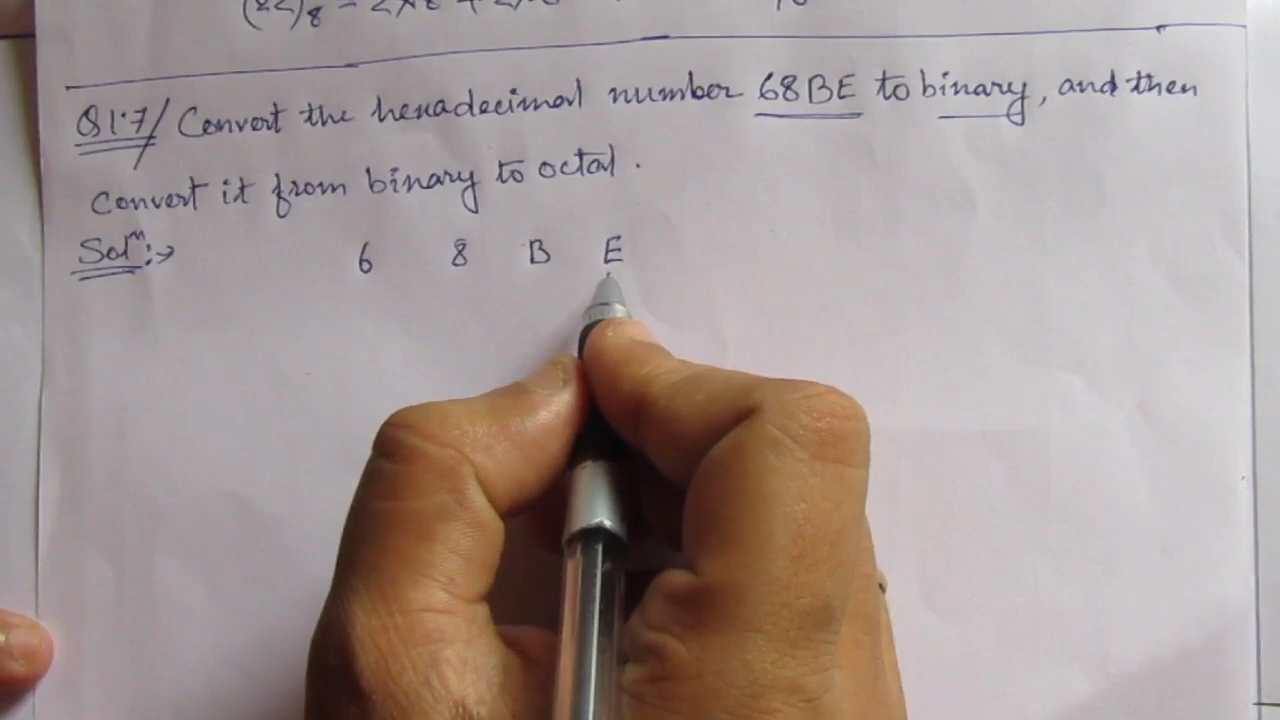 Q1.7/ Convert the hexadecimal number 68BE to binary, and then
convert it from binary to octal.
Solⁿ:→ 6 8 B E